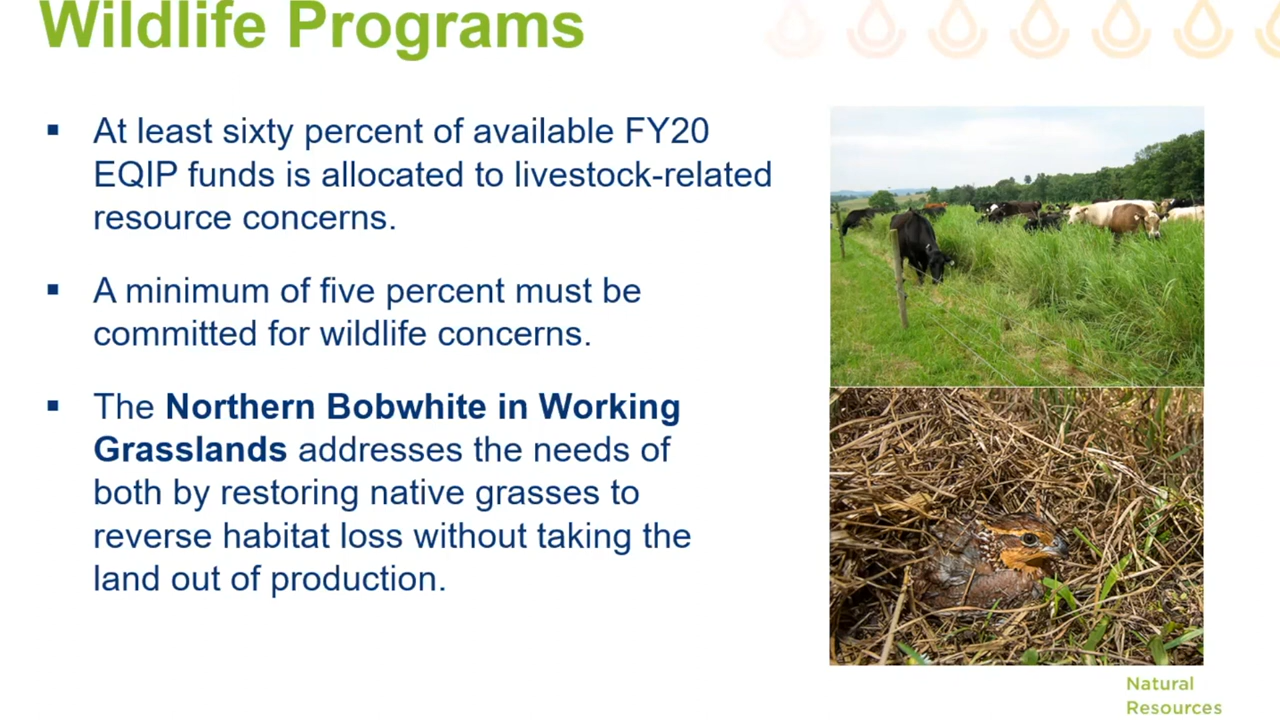 Wildlife Programs
▪ At least sixty percent of available FY20
EQIP funds is allocated to livestock-related
resource concerns.
▪ A minimum of five percent must be
committed for wildlife concerns.
▪ The Northern Bobwhite in Working
Grasslands addresses the needs of
both by restoring native grasses to
reverse habitat loss without taking the
land out of production.
Natural
Resources